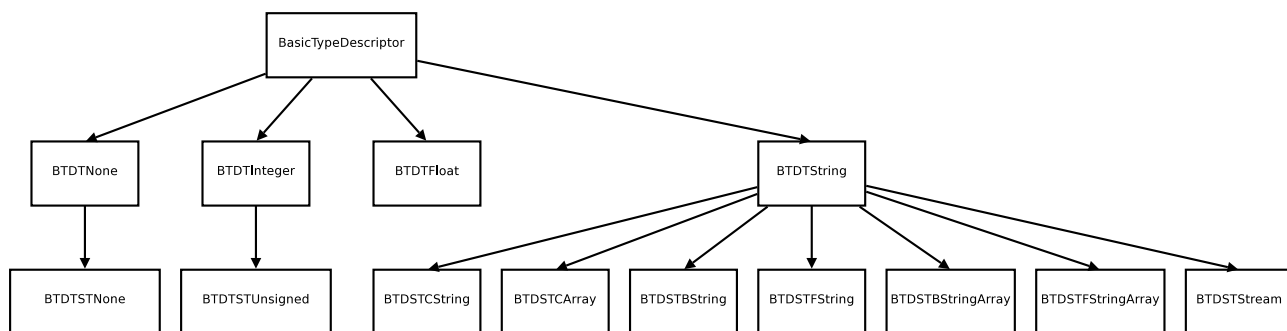 BasicTypeDescriptor
BTDTNone
BTDTInteger
BTDTFloat
BTDTString
BTDTSTNone
BTDTSTUnsigned
BTDSTCString
BTDSTCArray
BTDSTBString
BTDSTFString
BTDSTBStringArray
BTDSTFStringArray
BTDSTStream